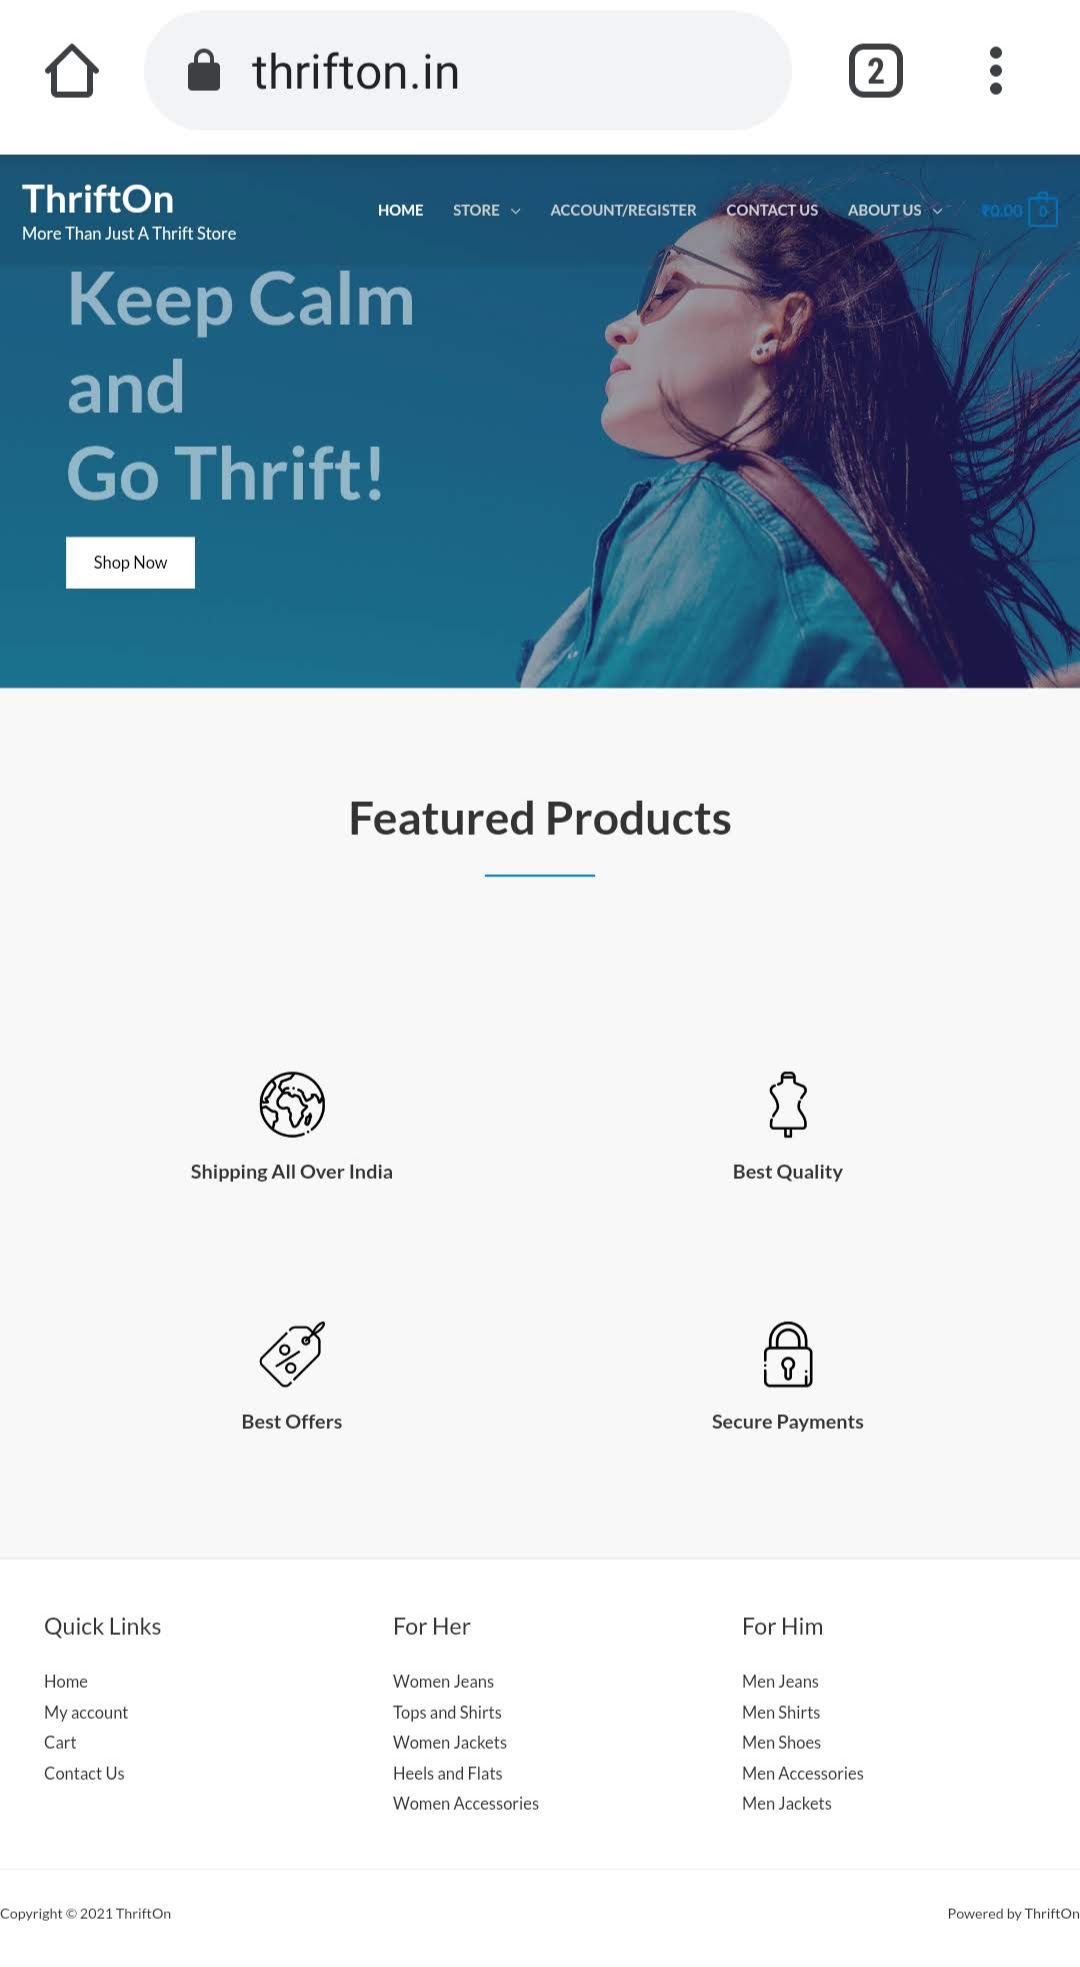 thrifton.in
2
ThriftOn
More Than Just A Thrift Store
HOME STORE ACCOUNT/REGISTER CONTACT US ABOUT US ₹0.00 0
Keep Calm
and
Go Thrift!
Shop Now
Featured Products
Shipping All Over India
Best Quality
Best Offers
Secure Payments
Quick Links
Home
My account
Cart
Contact Us
For Her
Women Jeans
Tops and Shirts
Women Jackets
Heels and Flats
Women Accessories
For Him
Men Jeans
Men Shirts
Men Shoes
Men Accessories
Men Jackets
Copyright © 2021 ThriftOn
Powered by ThriftOn